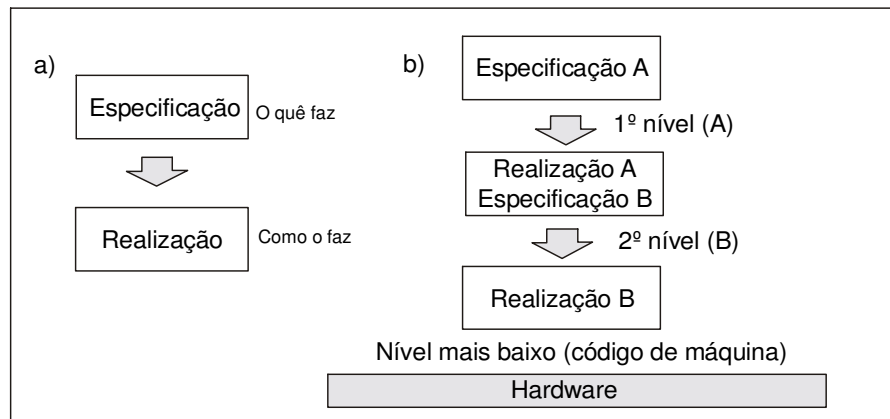 a)
Especificação
O quê faz
Realização
Como o faz
b)
Especificação A
1º nível (A)
Realização A
Especificação B
2º nível (B)
Realização B
Nível mais baixo (código de máquina)
Hardware